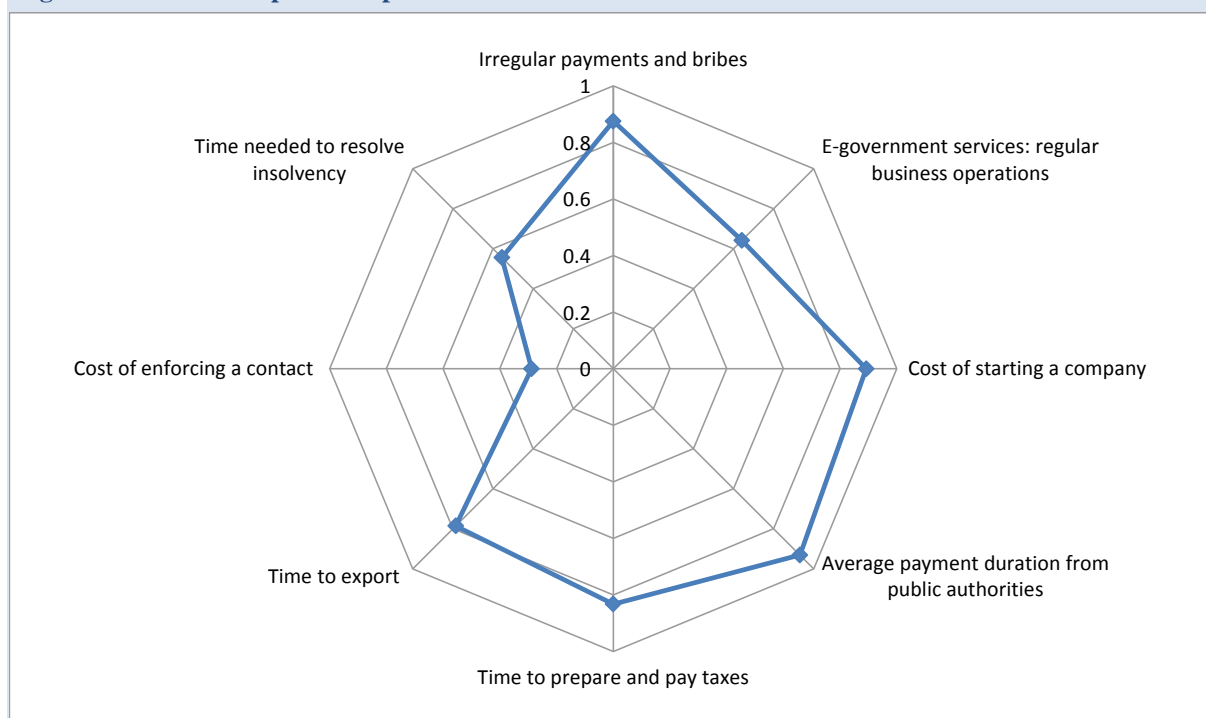 Irregular payments and bribes
1
Time needed to resolve
insolvency
E-government services: regular
business operations
0.8
0.6
0.4
0.2
Cost of enforcing a contact
0
Cost of starting a company
Average payment duration from
public authorities
Time to export
Time to prepare and pay taxes